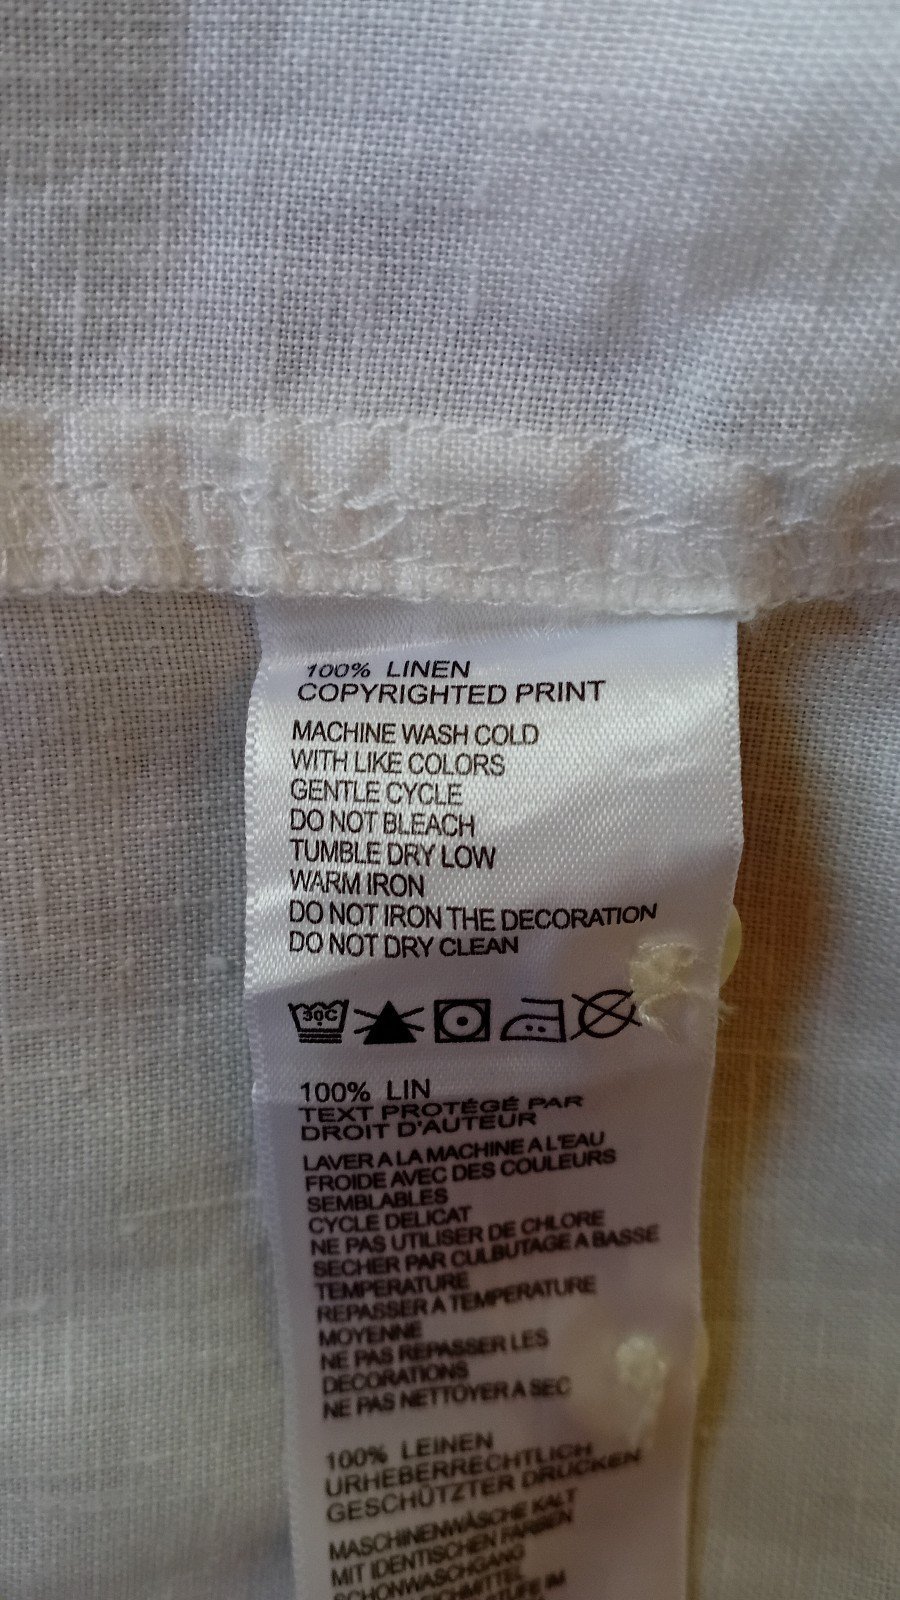 100% LINEN
COPYRIGHTED PRINT
MACHINE WASH COLD
WITH LIKE COLORS
GENTLE CYCLE
DO NOT BLEACH
TUMBLE DRY LOW
WARM IRON
DO NOT IRON THE DECORATION
DO NOT DRY CLEAN
30C
100% LIN
TEXT PROTÉGÉ PAR
DROIT D'AUTEUR
LAVER A LA MACHINE A L'EAU
FROIDE AVEC DES COULEURS
SEMBLABLES
CYCLE DELICAT
NE PAS UTILISER DE CHLORE
SECHER PAR CULBUTAGE A BASSE
TEMPERATURE
REPASSER A TEMPERATURE
MOYENNE
NE PAS REPASSER LES
DECORATIONS
NE PAS NETTOYER A SEC
100% LEINEN
URHEBERRECHTLICH
GESCHÜTZTER DRUCKEN
MASCHINENWÄSCHE KALT
MIT IDENTISCHEN FARBEN
SCHONWASCHGANG